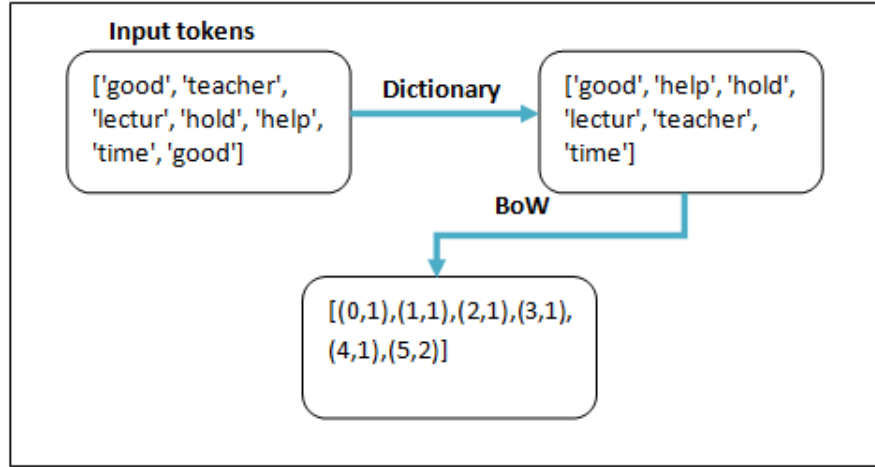 Input tokens
['good', 'teacher',
'lectur', 'hold', 'help',
'time', 'good']
Dictionary
['good', 'help', 'hold',
'lectur', 'teacher',
'time']
BoW
[(0,1),(1,1),(2,1),(3,1),
(4,1),(5,2)]